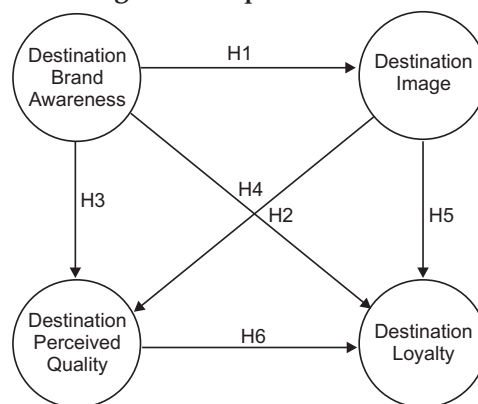 Destination
Brand
Awareness
H1
Destination
Image
H3
H4
H2
H5
Destination
Perceived
Quality
H6
Destination
Loyalty